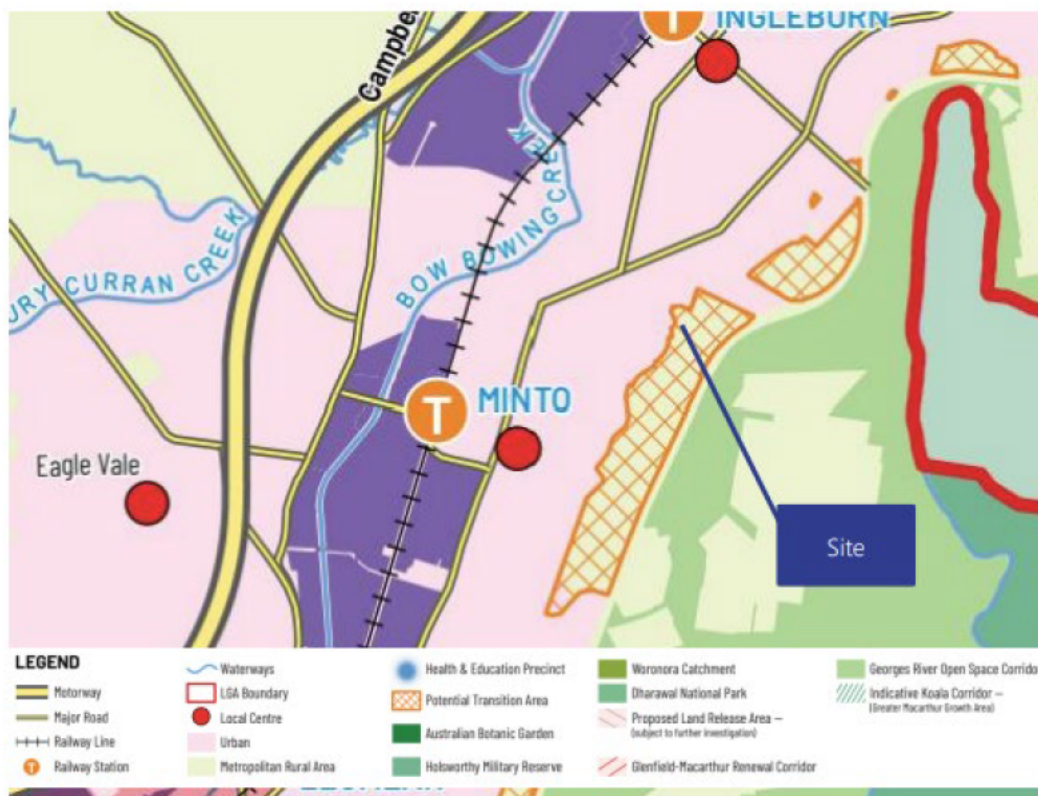 INGLEBURN
Campbel
BOW BOWING CREEK
URY CURRAN CREEK
T
MINTO
Eagle Vale
Site
LEGEND
Motorway
Major Road
Railway Line
T Railway Station
Waterways
LGA Boundary
Local Centre
Urban
Metropolitan Rural Area
Health & Education Precinct
Potential Transition Area
Australian Botanic Garden
Holsworthy Military Reserve
Woronora Catchment
Dharawal National Park
Proposed Land Release Area –
(subject to further investigation)
Glenfield-Macarthur Renewal Corridor
Georges River Open Space Corrido
Indicative Koala Corridor –
(Greater Macarthur Growth Area)